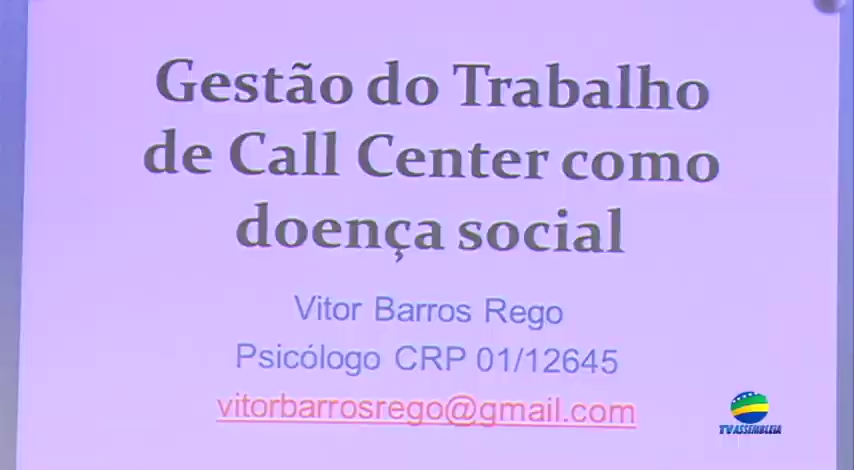 Gestão do Trabalho
de Call Center como
doença social
Vitor Barros Rego
Psicólogo CRP 01/12645
vitorbarrosrego@gmail.com
TV ASSEMBLEIA